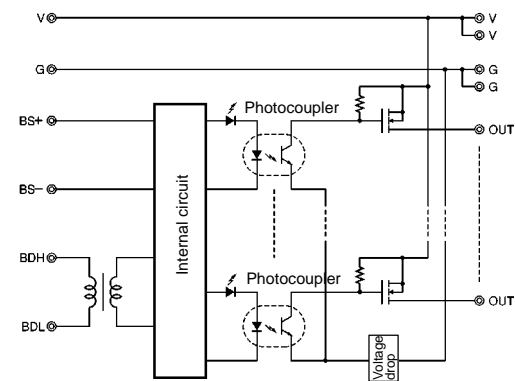 V V
V
G G
G
Photocoupler
BS+ OUT
BS−
Internal circuit
BDH
Photocoupler
OUT
BDL
Voltage
drop